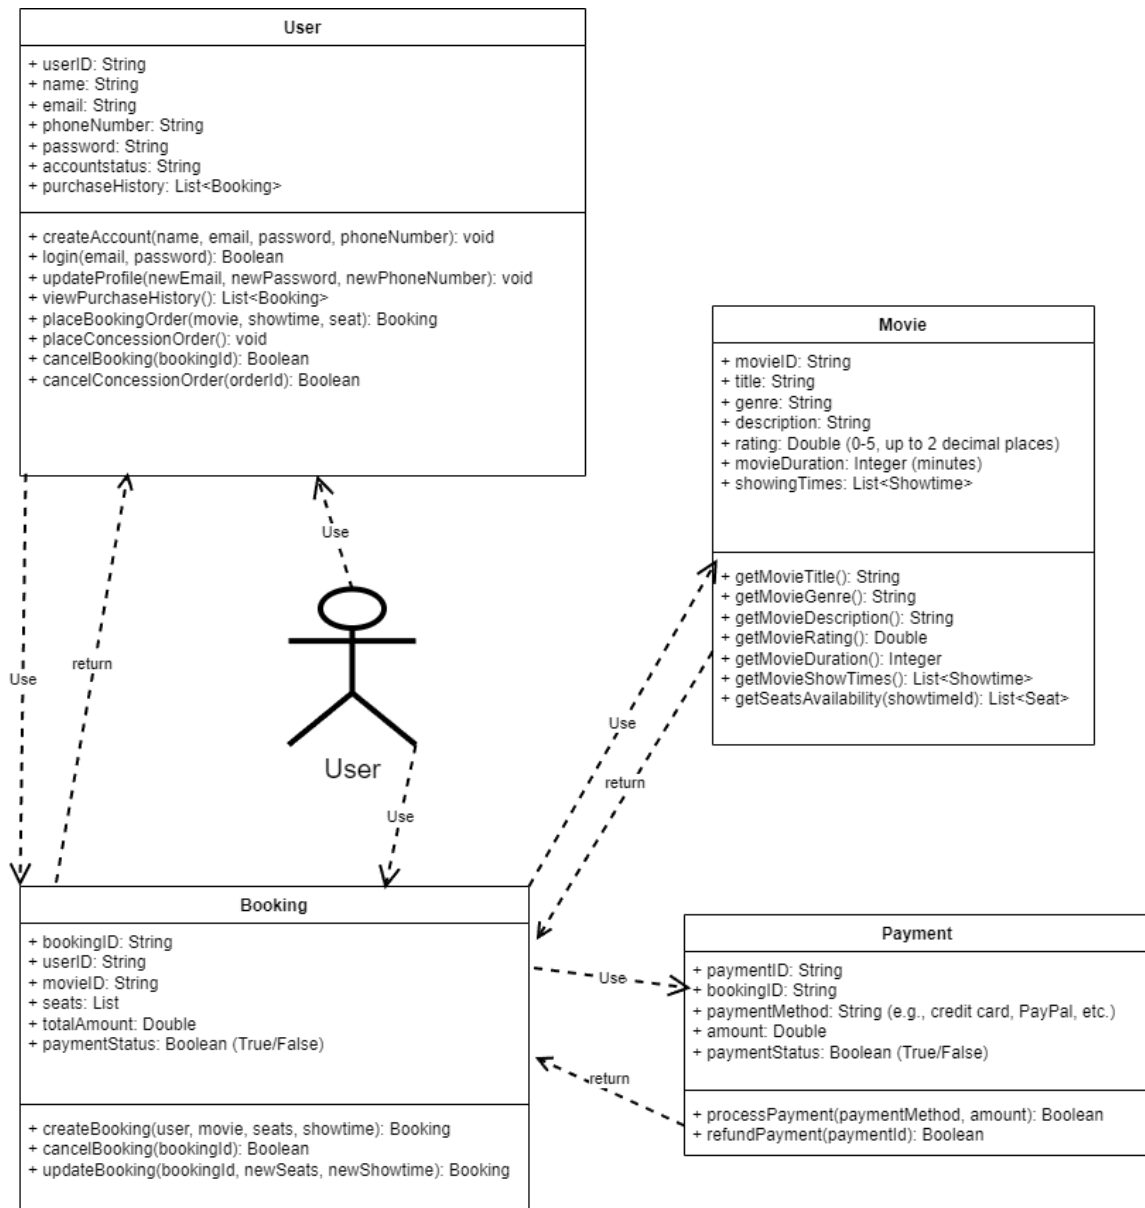 User
+ userID: String
+ name: String
+ email: String
+ phoneNumber: String
+ password: String
+ accountstatus: String
+ purchaseHistory: List<Booking>
+ createAccount(name, email, password, phoneNumber): void
+ login(email, password): Boolean
+ updateProfile(newEmail, newPassword, newPhoneNumber): void
+ viewPurchaseHistory(): List<Booking>
+ placeBookingOrder(movie, showtime, seat): Booking
+ placeConcessionOrder(): void
+ cancelBooking(bookingId): Boolean
+ cancelConcessionOrder(orderId): Boolean
Movie
+ movieID: String
+ title: String
+ genre: String
+ description: String
+ rating: Double (0-5, up to 2 decimal places)
+ movieDuration: Integer (minutes)
+ showingTimes: List<Showtime>
+ getMovieTitle(): String
+ getMovieGenre(): String
+ getMovieDescription(): String
+ getMovieRating(): Double
+ getMovieDuration(): Integer
+ getMovieShowTimes(): List<Showtime>
+ getSeatsAvailability(showtimeId): List<Seat>
Use
return
Use
User
Use
Use
return
Booking
+ bookingID: String
+ userID: String
+ movieID: String
+ seats: List
+ totalAmount: Double
+ paymentStatus: Boolean (True/False)
+ createBooking(user, movie, seats, showtime): Booking
+ cancelBooking(bookingId): Boolean
+ updateBooking(bookingId, newSeats, newShowtime): Booking
Use
return
Payment
+ paymentID: String
+ bookingID: String
+ paymentMethod: String (e.g., credit card, PayPal, etc.)
+ amount: Double
+ paymentStatus: Boolean (True/False)
+ processPayment(paymentMethod, amount): Boolean
+ refundPayment(paymentId): Boolean